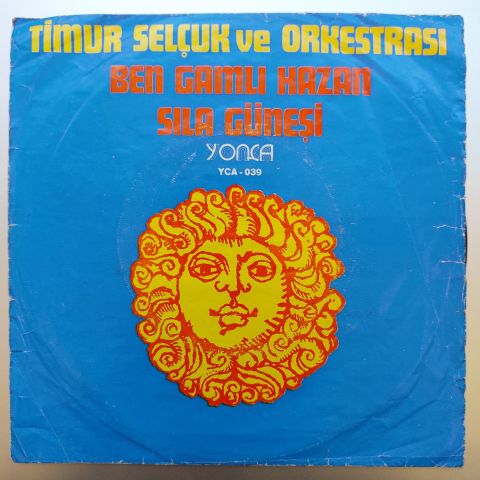 TİMUR SELÇUK ve ORKESTRASI
BEN GAMLI HAZAN
SILA GÜNEŞİ
YONCA
YCA - 039